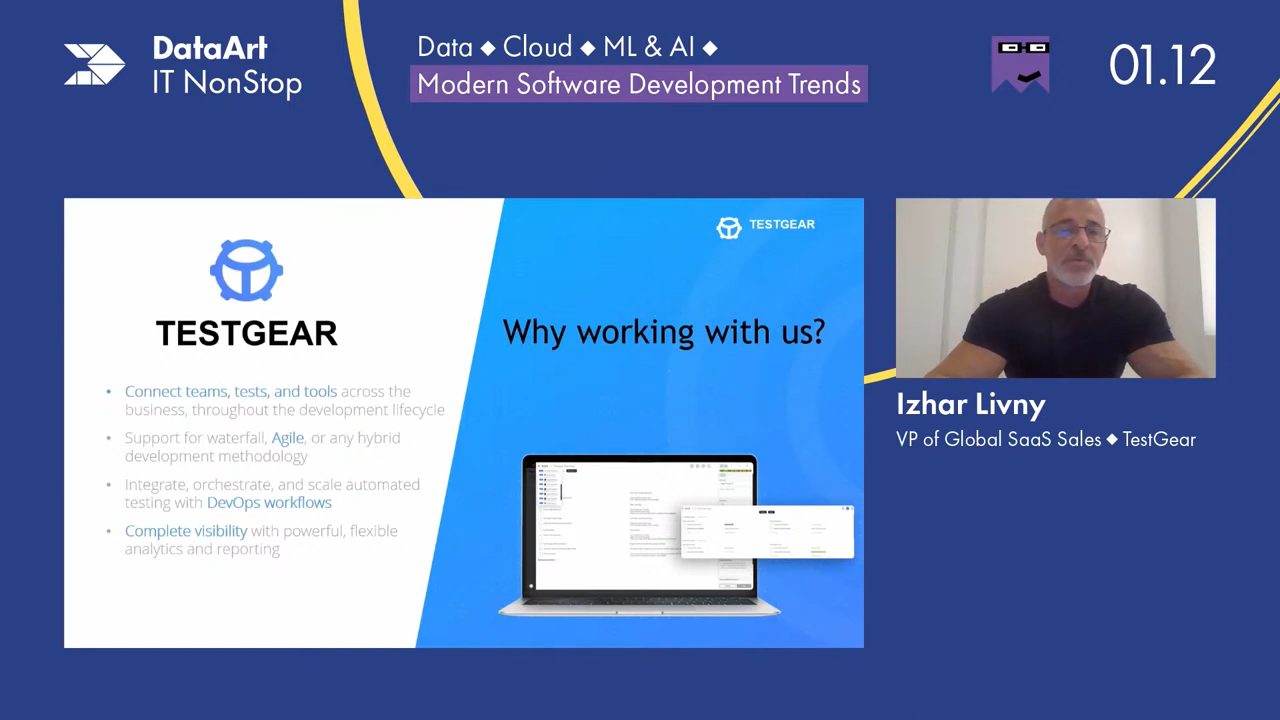 DataArt
IT NonStop
Data ◆ Cloud ◆ ML & AI ◆
Modern Software Development Trends
01.12
TESTGEAR
• Connect teams, tests, and tools across the
business, throughout the development lifecycle
• Support for waterfall, Agile, or any hybrid
development methodology
• Integrate, orchestrate, and scale automated
testing with DevOps workflows
• Complete visibility with powerful, flexible
analytics and reporting
TESTGEAR
Why working with us?
Izhar Livny
VP of Global SaaS Sales ◆ TestGear